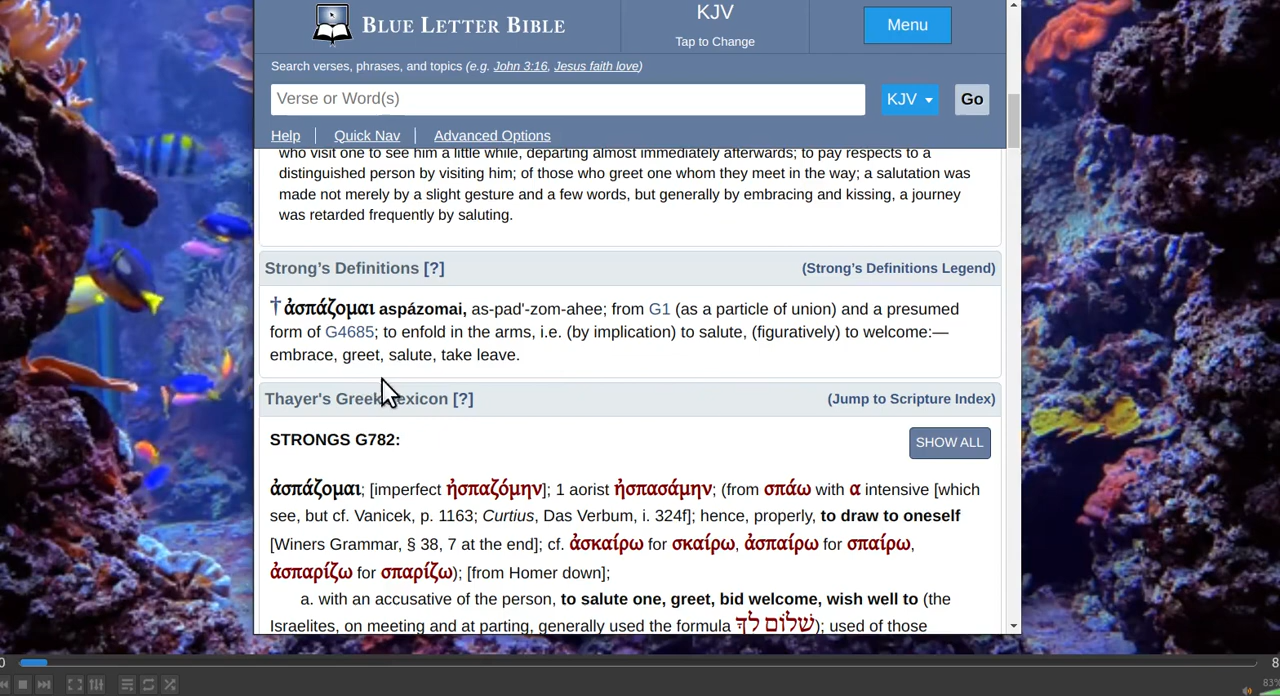 BLUE LETTER BIBLE
KJV
Tap to Change
Menu
Search verses, phrases, and topics (e.g. John 3:16, Jesus faith love)
Verse or Word(s)
KJV
Go
Help
Quick Nav
Advanced Options
who visit one to see him a little while, departing almost immediately afterwards; to pay respects to a
distinguished person by visiting him; of those who greet one whom they meet in the way; a salutation was
made not merely by a slight gesture and a few words, but generally by embracing and kissing, a journey
was retarded frequently by saluting.
Strong's Definitions [?]
(Strong's Definitions Legend)
† ἀσπάζομαι aspázomai, as-pad'-zom-ahee; from G1 (as a particle of union) and a presumed
form of G4685; to enfold in the arms, i.e. (by implication) to salute, (figuratively) to welcome:—
embrace, greet, salute, take leave.
Thayer's Greek Lexicon [?]
(Jump to Scripture Index)
STRONGS G782:
SHOW ALL
ἀσπάζομαι; [imperfect ἠσπαζόμην]; 1 aorist ἠσπασάμην; (from σπάω with α intensive [which
see, but cf. Vanicek, p. 1163; Curtius, Das Verbum, i. 324f]; hence, properly, to draw to oneself
[Winers Grammar, § 38, 7 at the end]; cf. ἀσκαίρω for σκαίρω, ἀσπαίρω for σπαίρω,
ἀσπαρίζω for σπαρίζω); [from Homer down];
a. with an accusative of the person, to salute one, greet, bid welcome, wish well to (the
Israelites, on meeting and at parting, generally used the formula שׁלוֹם לךָ); used of those
0
8
83%